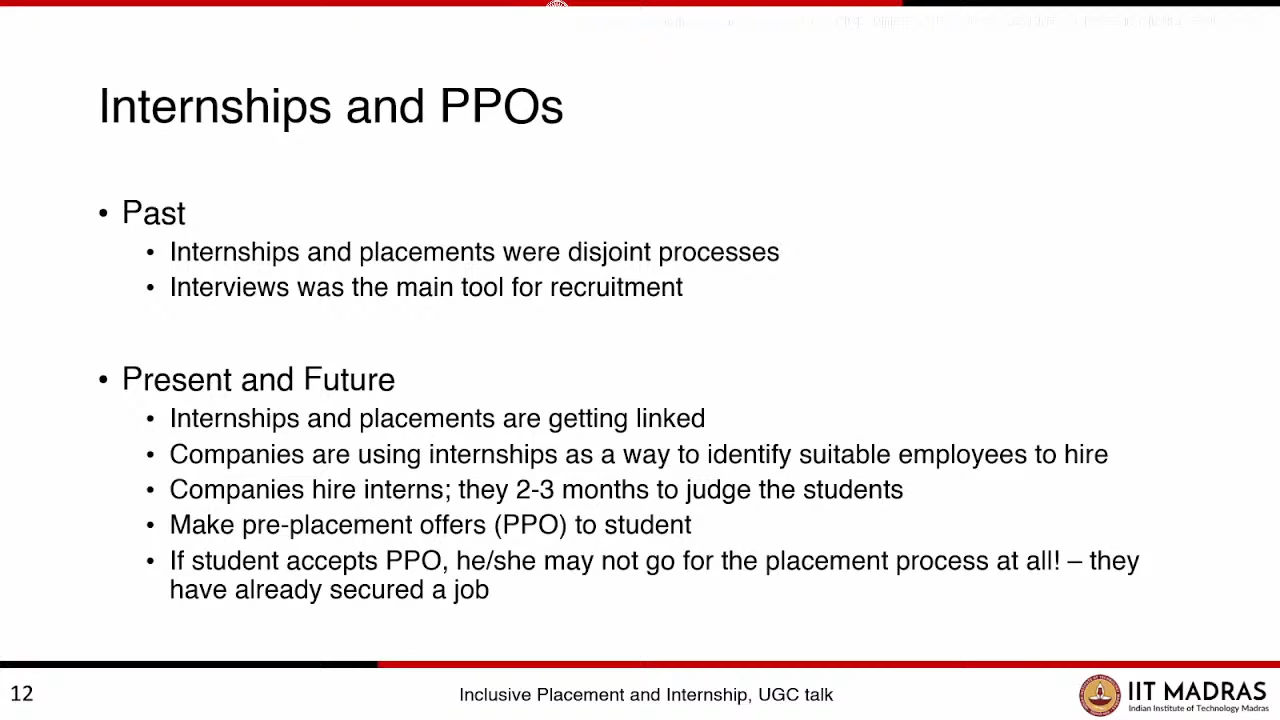 Internships and PPOs
• Past
• Internships and placements were disjoint processes
• Interviews was the main tool for recruitment
• Present and Future
• Internships and placements are getting linked
• Companies are using internships as a way to identify suitable employees to hire
• Companies hire interns; they 2-3 months to judge the students
• Make pre-placement offers (PPO) to student
• If student accepts PPO, he/she may not go for the placement process at all! – they
have already secured a job
12
Inclusive Placement and Internship, UGC talk
IIT MADRAS
Indian Institute of Technology Madras